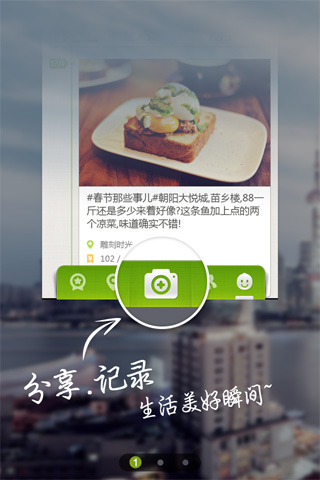 #春节那些事儿#朝阳大悦城,苗乡楼,88一
斤还是多少来着好像?这条鱼加上点的两
个凉菜,味道确实不错!
雕刻时光
102 /
分享.记录
生活美好瞬间~
1